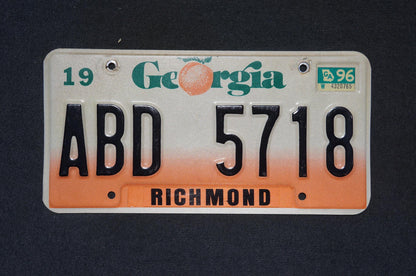 19 Georgia 96
ABD 5718
RICHMOND